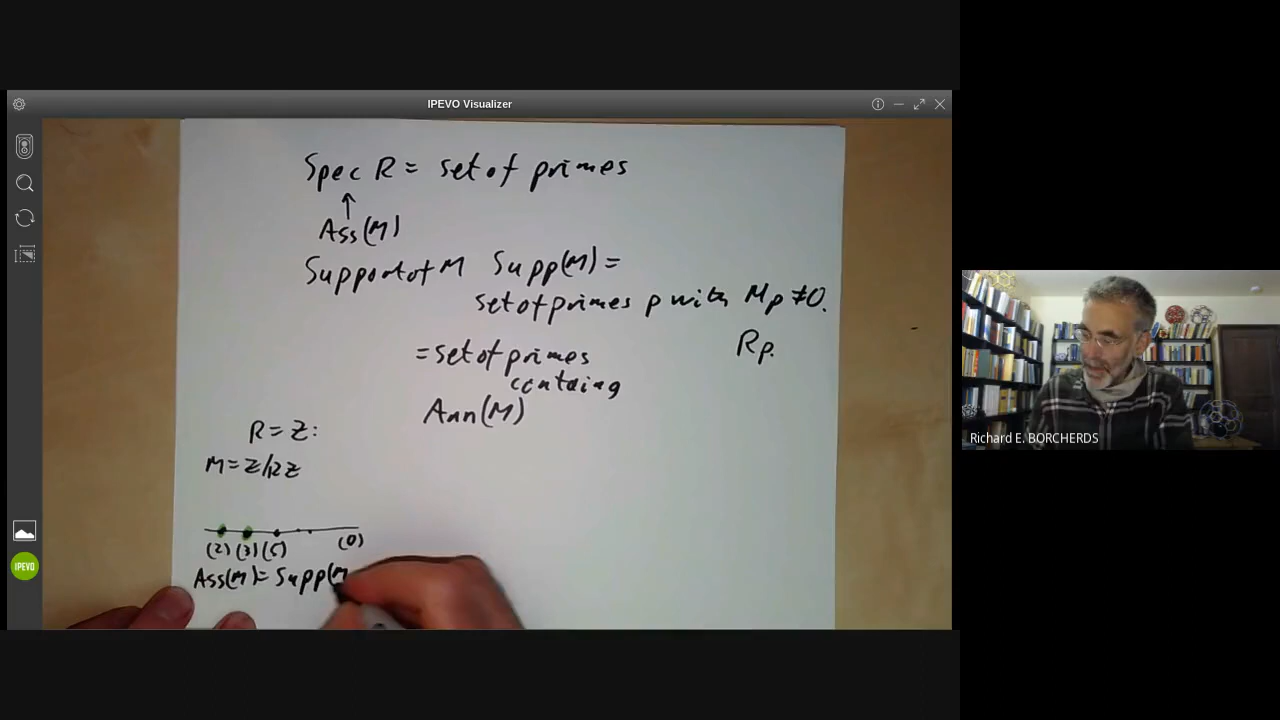 IPEVO Visualizer
Spec R = set of primes
↑
Ass(M)
Support of M Supp(M) =
set of primes p with Mp ≠ 0.
= set of primes
Rp.
containg
Ann(M)
R = Z:
M = Z/12Z
(2) (3) (5) (0)
Ass(M) = Supp(M
IPEVO
Richard E. BORCHERDS